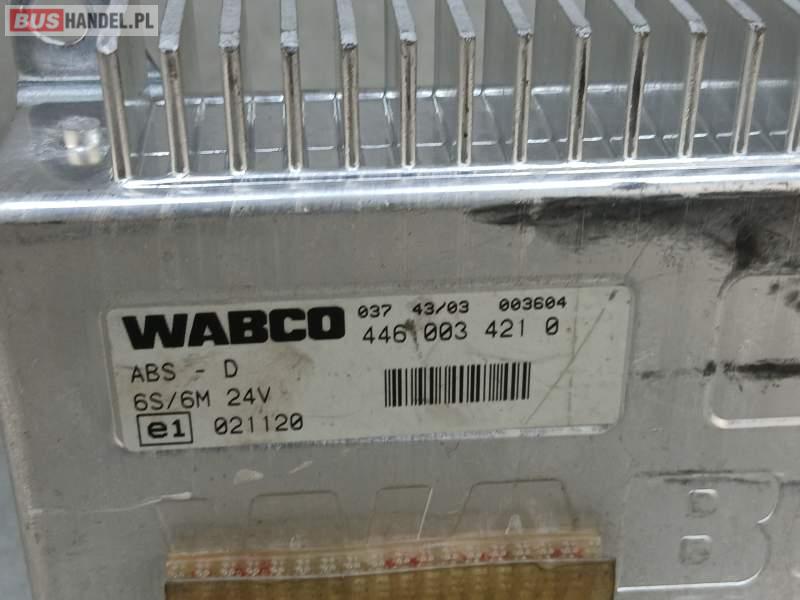 BUSHANDEL.PL
037 43/03 003604
WABCO 446 003 421 0
ABS - D
6S/6M 24V
e1 021120
B